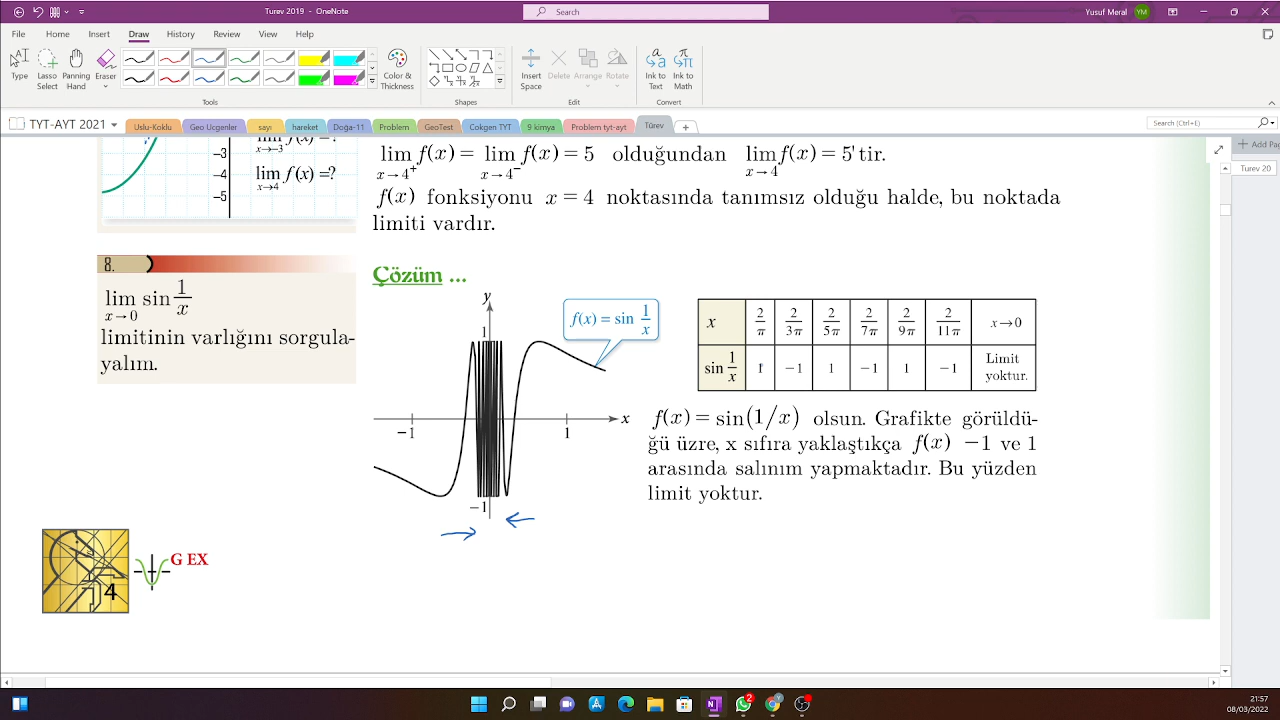 Turev 2019 - OneNote
Search
Yusuf Meral
YM
File Home Insert Draw History Review View Help
Type
Lasso Select
Panning Hand
Eraser
Color & Thickness
Insert Space
Delete
Arrange
Rotate
Ink to Text
Ink to Math
Tools
Shapes
Edit
Convert
TYT-AYT 2021
Uslu-Koklu
Geo Ucgenler
sayı
hareket
Doğa-11
Problem
GeoTest
Cokgen TYT
9 kimya
Problem tyt-ayt
Türev
Search (Ctrl+E)
Add Pag
Turev 20
lim f(x) =?
x→-3
lim f(x) =?
x→4
−3
−4
−5
lim f(x) = lim f(x) = 5 olduğundan lim f(x) = 5' tir.
x→4⁺ x→4⁻ x→4
f(x) fonksiyonu x = 4 noktasında tanımsız olduğu halde, bu noktada
limiti vardır.
8.
lim sin 1/x
x→0
limitinin varlığını sorgula-
yalım.
Çözüm ...
y
1
f(x) = sin 1/x
−1
1
x
−1
x 2/π 2/3π 2/5π 2/7π 2/9π 2/11π x→0
sin 1/x 1 −1 1 −1 1 −1 Limit yoktur.
f(x) = sin(1/x) olsun. Grafikte görüldü-
ğü üzre, x sıfıra yaklaştıkça f(x) −1 ve 1
arasında salınım yapmaktadır. Bu yüzden
limit yoktur.
4
G EX
2
21:57
08/03/2022